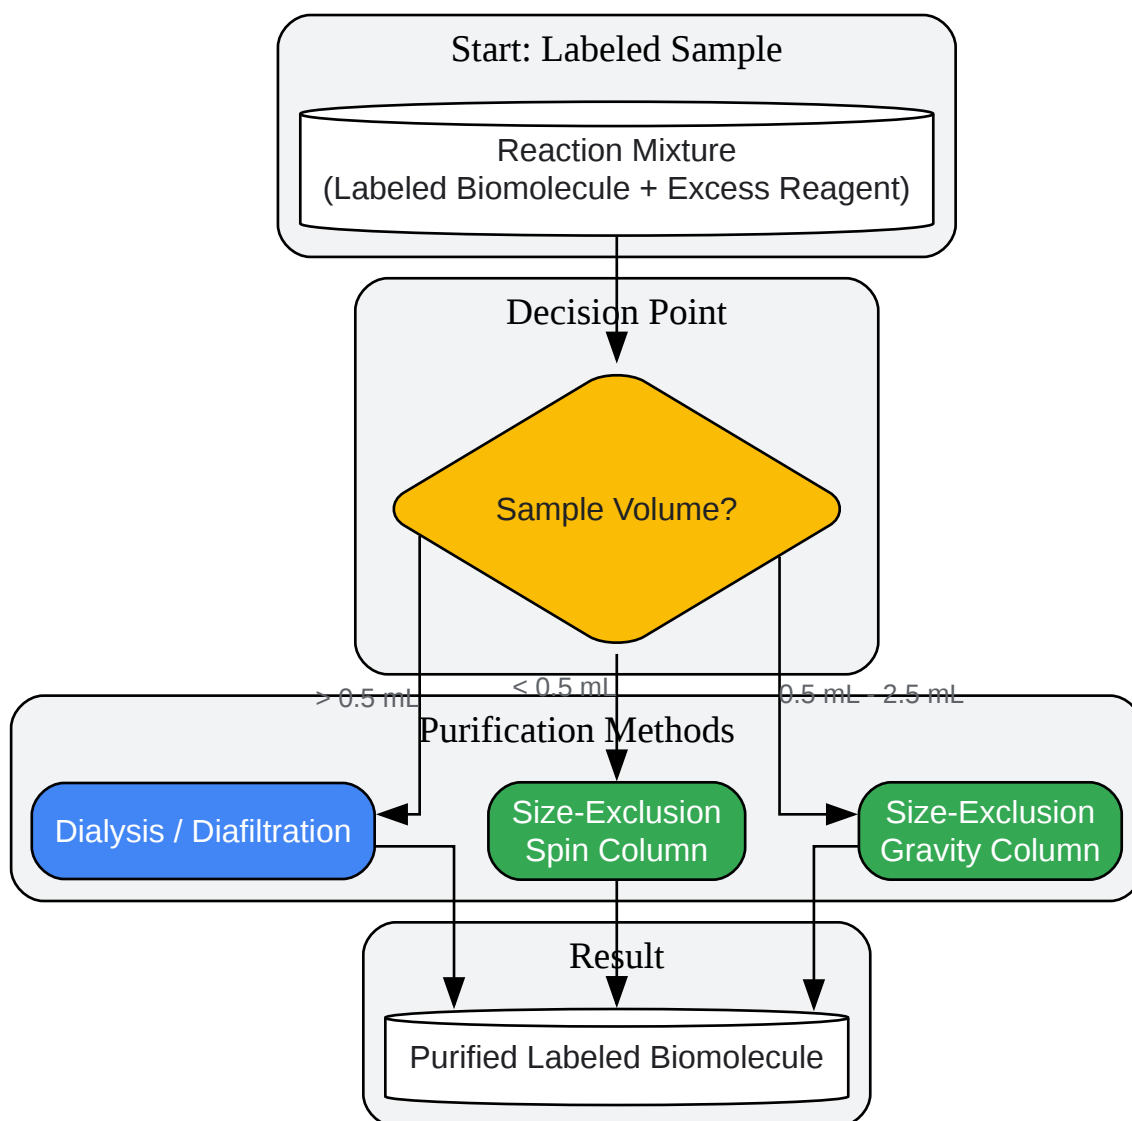 Start: Labeled Sample
Reaction Mixture
(Labeled Biomolecule + Excess Reagent)
Decision Point
Sample Volume?
> 0.5 mL
< 0.5 mL
0.5 mL - 2.5 mL
Purification Methods
Dialysis / Diafiltration
Size-Exclusion
Spin Column
Size-Exclusion
Gravity Column
Result
Purified Labeled Biomolecule